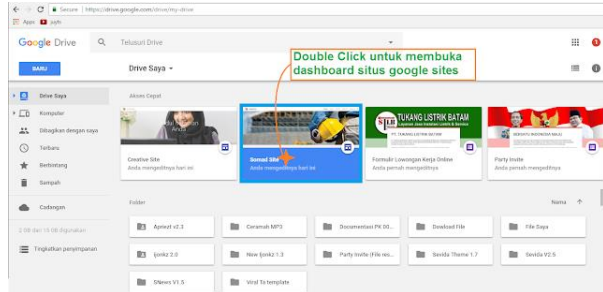 Secure | https://drive.google.com/drive/my-drive
Apps
Google Drive
Telusuri Drive
Double Click untuk membuka
dashboard situs google sites
BARU
Drive Saya
Drive Saya
Akses Cepat
Komputer
Dibagikan dengan saya
Terbaru
Berbintang
Sampah
Cadangan
Tingkatkan penyimpanan
TUKANG LISTRIK BATAM
Creative Site
Anda mengeditnya hari ini
Somad Site
Anda mengeditnya hari ini
Formulir Lowongan Kerja Online
Anda pernah mengeditnya
Party Invite
Anda pernah mengeditnya
Folder
Nama
Apriezt v2.3
Ceramah MP3
Documentasi PK 00...
Dowload File
File Saya
Ijonkz 2.0
New Ijonkz 1.3
Party Invite (File res...
Sevida Theme 1.7
Sevida V2.5
SNews V1.5
Viral To template